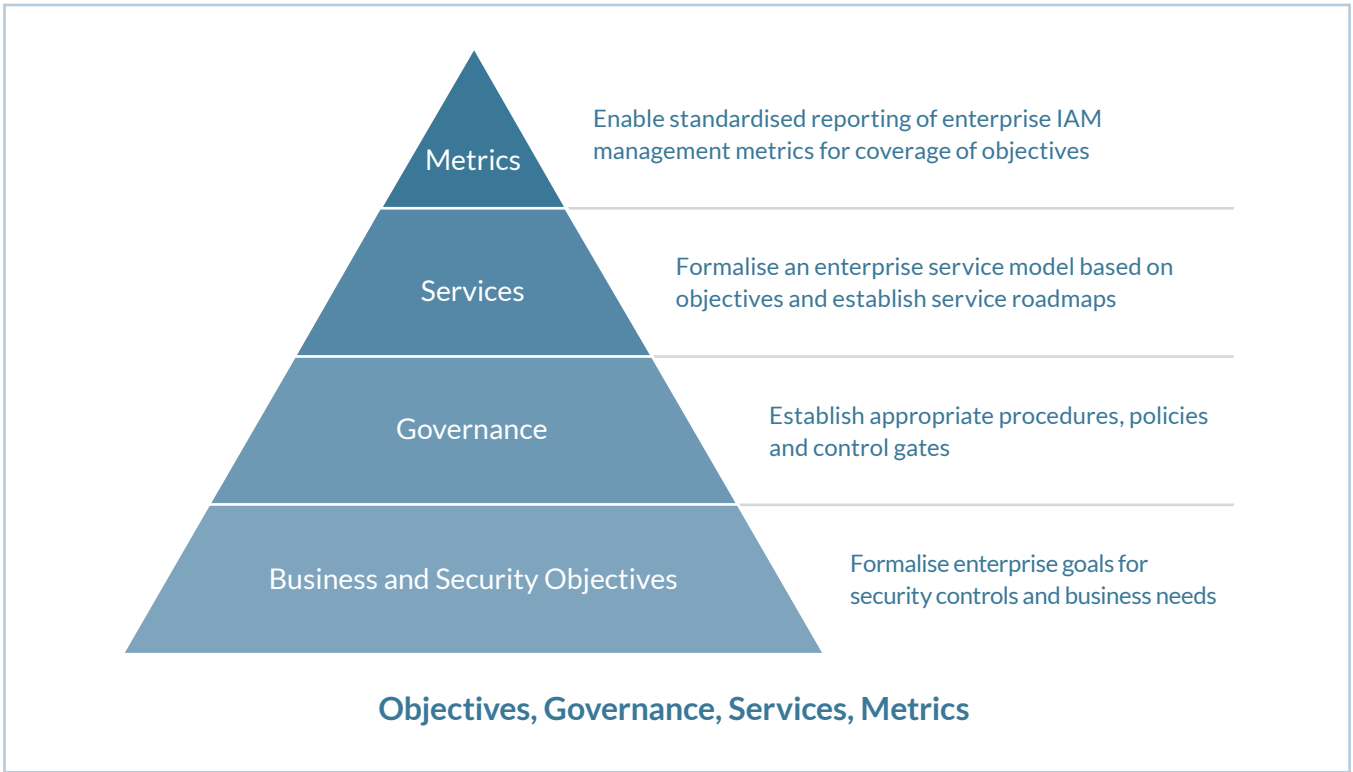 Metrics
Enable standardised reporting of enterprise IAM
management metrics for coverage of objectives
Services
Formalise an enterprise service model based on
objectives and establish service roadmaps
Governance
Establish appropriate procedures, policies
and control gates
Business and Security Objectives
Formalise enterprise goals for
security controls and business needs
Objectives, Governance, Services, Metrics